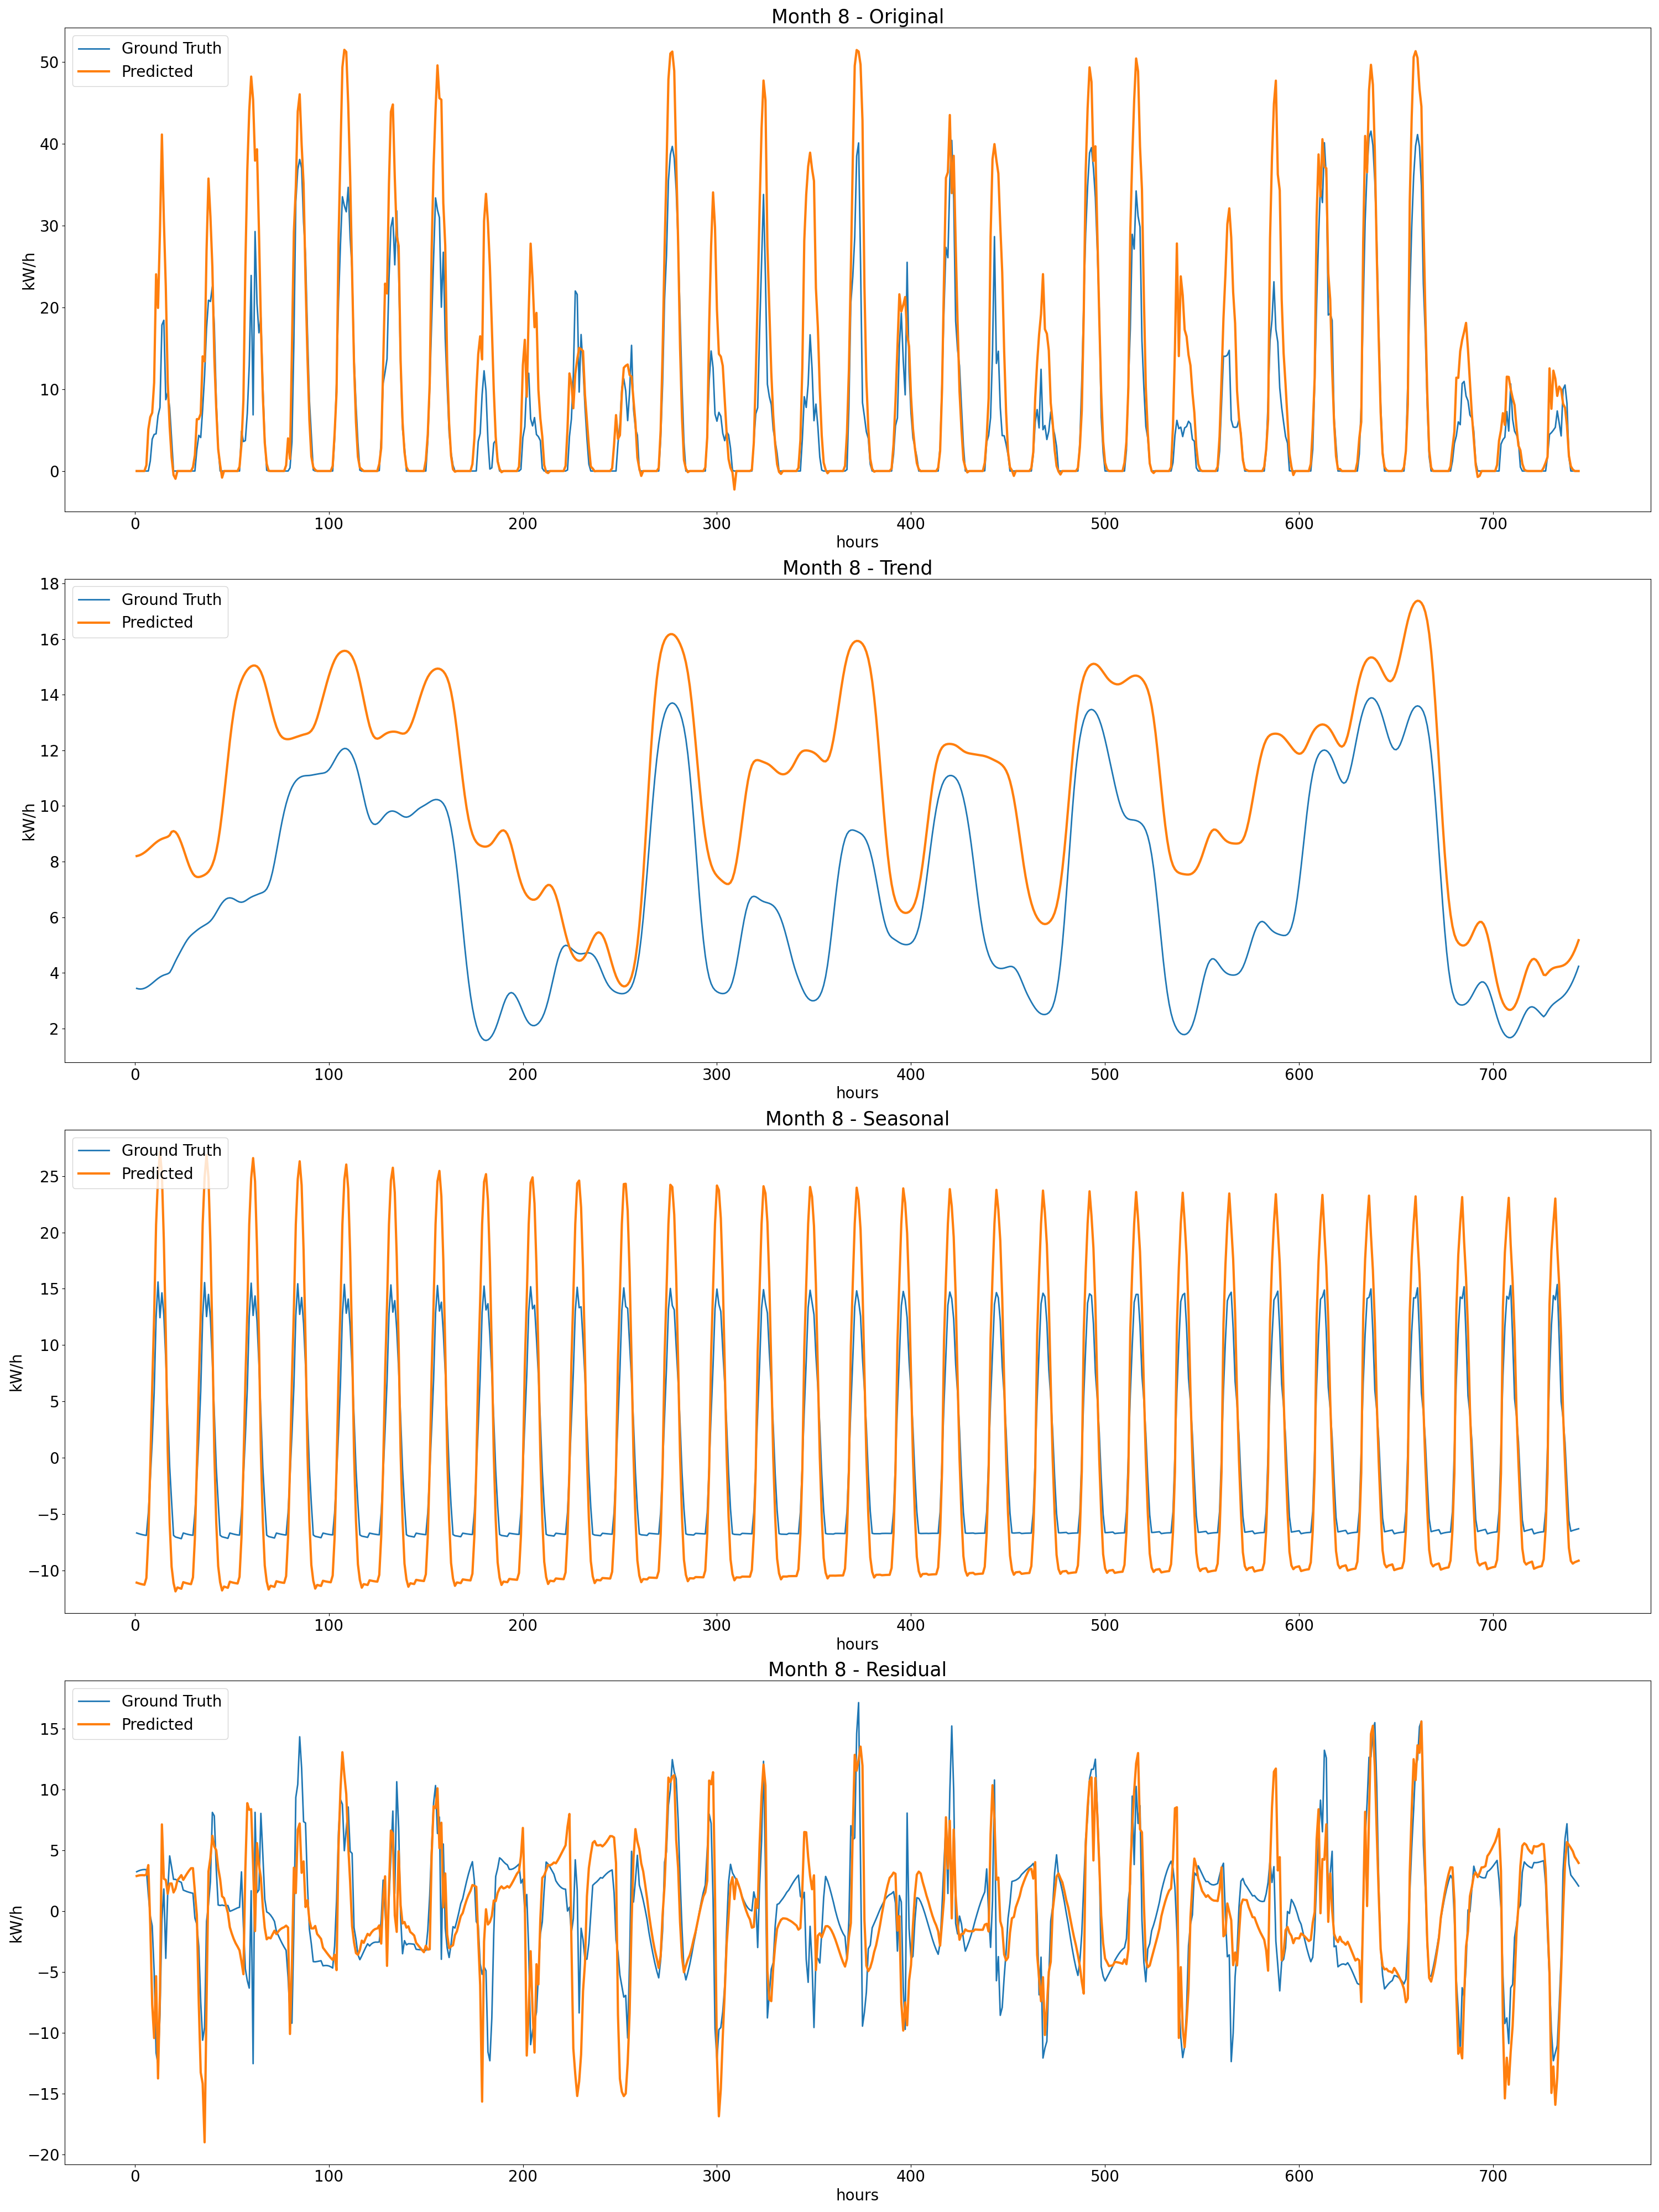 Month 8 - Original
Ground Truth
Predicted
kW/h
50
40
30
20
10
0
0 100 200 300 400 500 600 700
hours
Month 8 - Trend
Ground Truth
Predicted
kW/h
18
16
14
12
10
8
6
4
2
0 100 200 300 400 500 600 700
hours
Month 8 - Seasonal
Ground Truth
Predicted
kW/h
25
20
15
10
5
0
−5
−10
0 100 200 300 400 500 600 700
hours
Month 8 - Residual
Ground Truth
Predicted
kW/h
15
10
5
0
−5
−10
−15
−20
0 100 200 300 400 500 600 700
hours